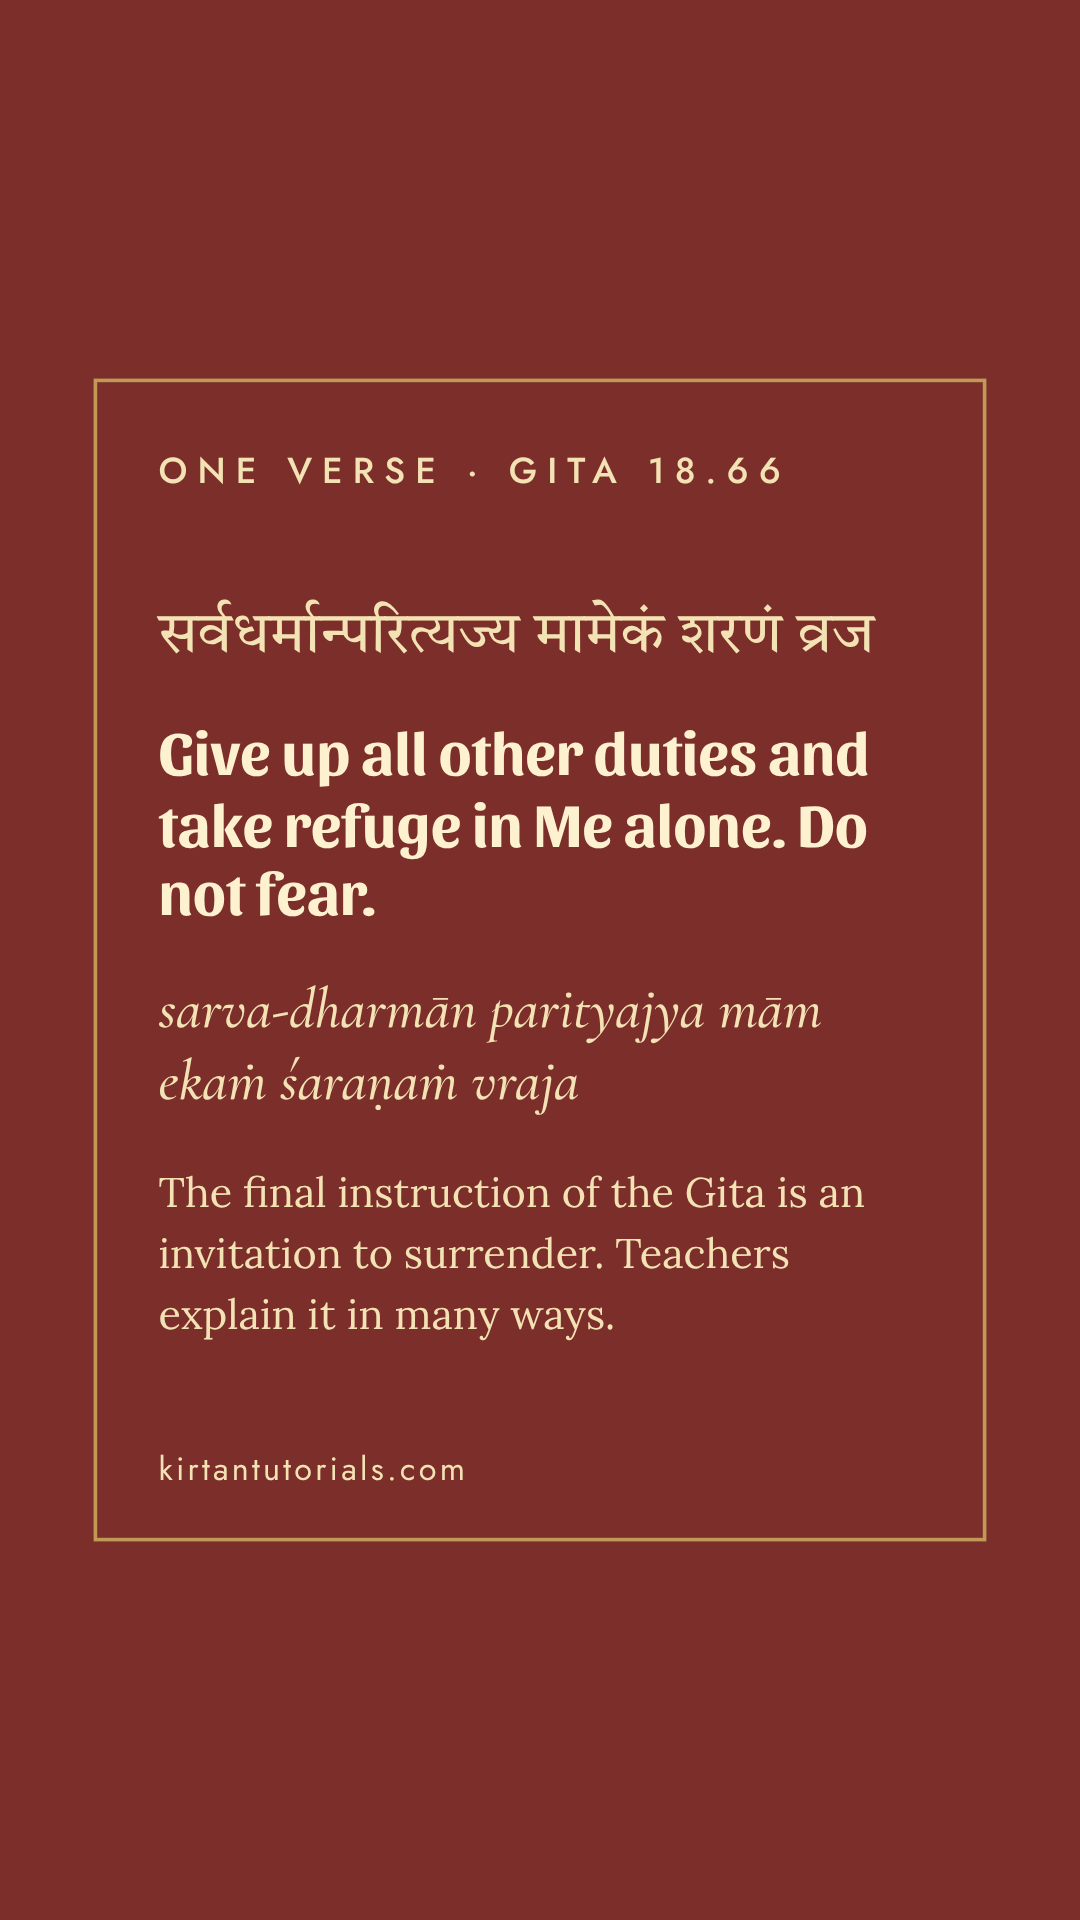 ONE VERSE · GITA 18.66
सर्वधर्मान्परित्यज्य मामेकं शरणं व्रज
Give up all other duties and
take refuge in Me alone. Do
not fear.
sarva-dharmān parityajya mām
ekaṁ śaraṇaṁ vraja
The final instruction of the Gita is an
invitation to surrender. Teachers
explain it in many ways.
kirtantutorials.com